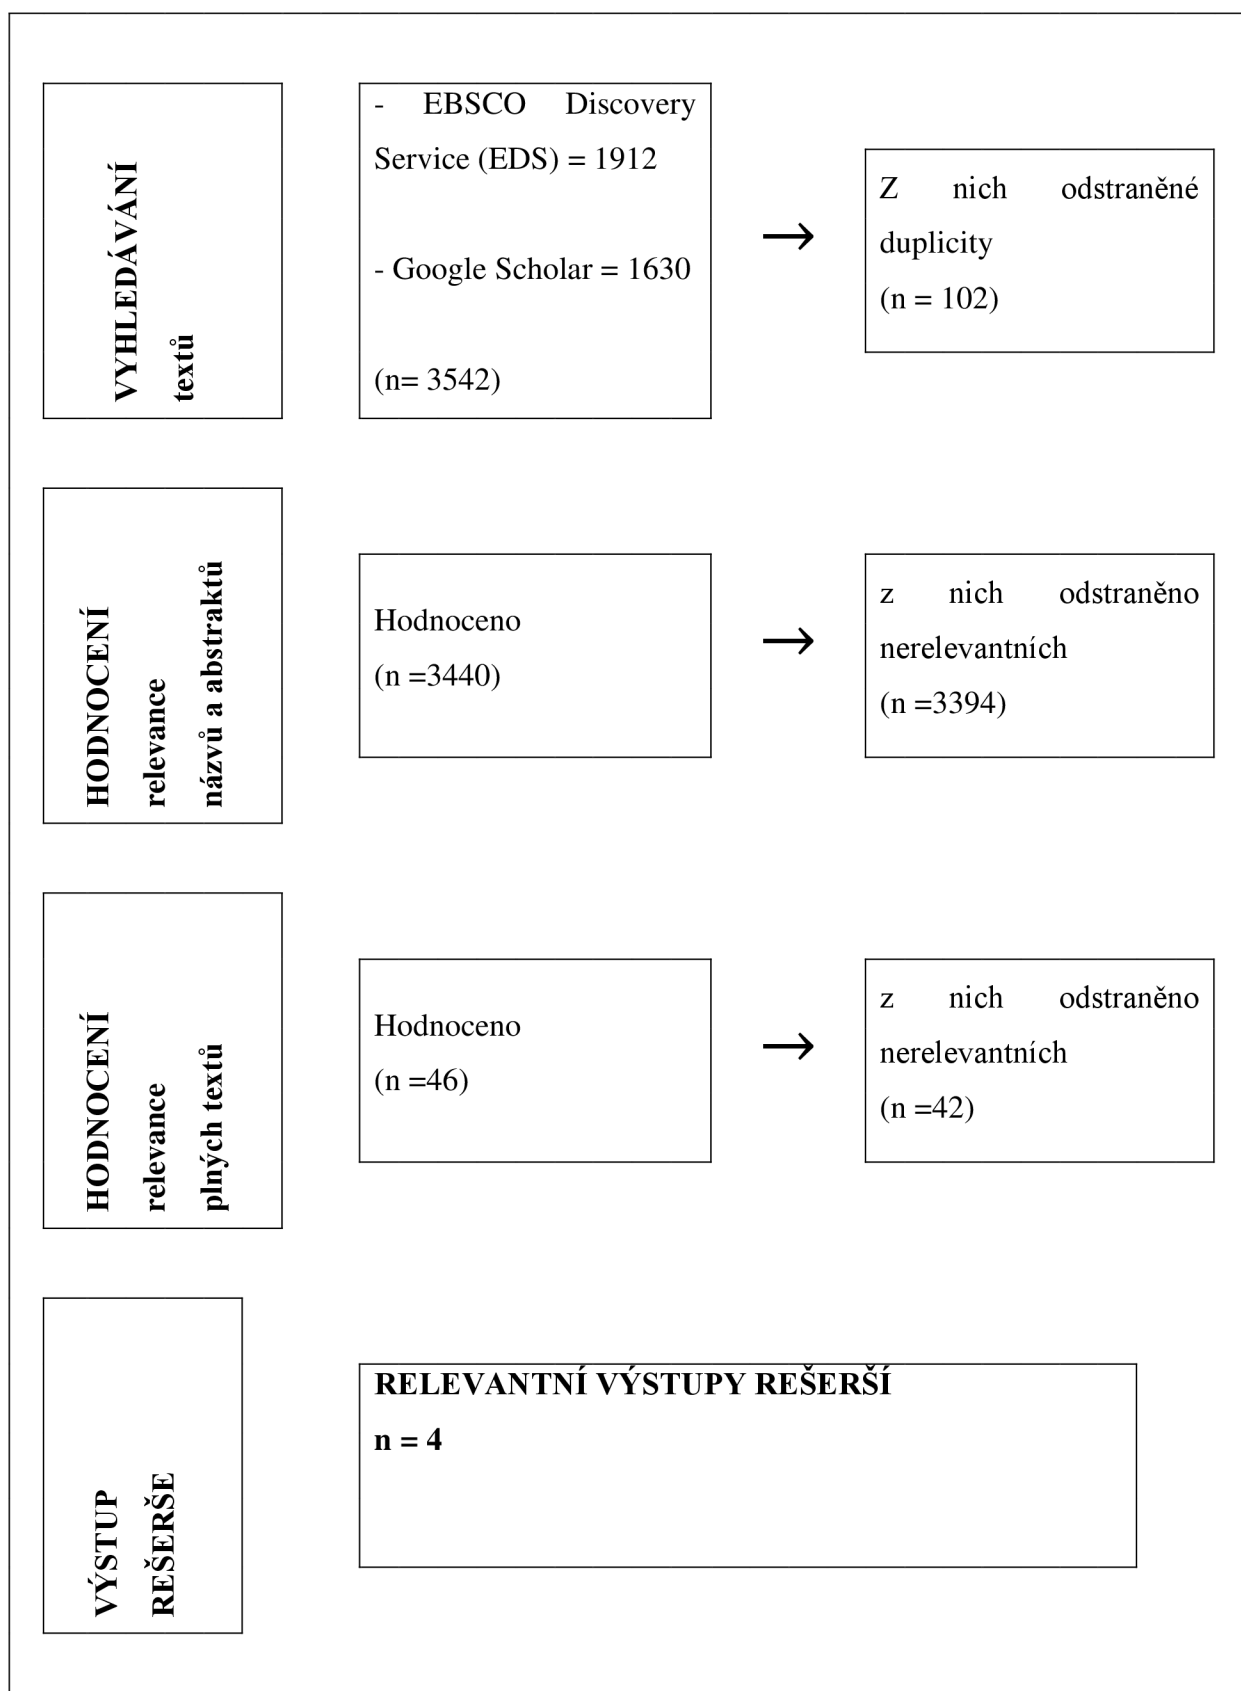 VYHLEDÁVÁNÍ
textů
- EBSCO Discovery
Service (EDS) = 1912
- Google Scholar = 1630
(n= 3542)
→
Z nich odstraněné
duplicity
(n = 102)
HODNOCENÍ
relevance
názvů a abstraktů
Hodnoceno
(n =3440)
→
z nich odstraněno
nerelevantních
(n =3394)
HODNOCENÍ
relevance
plných textů
Hodnoceno
(n =46)
→
z nich odstraněno
nerelevantních
(n =42)
VÝSTUP
REŠERŠE
RELEVANTNÍ VÝSTUPY REŠERŠÍ
n = 4